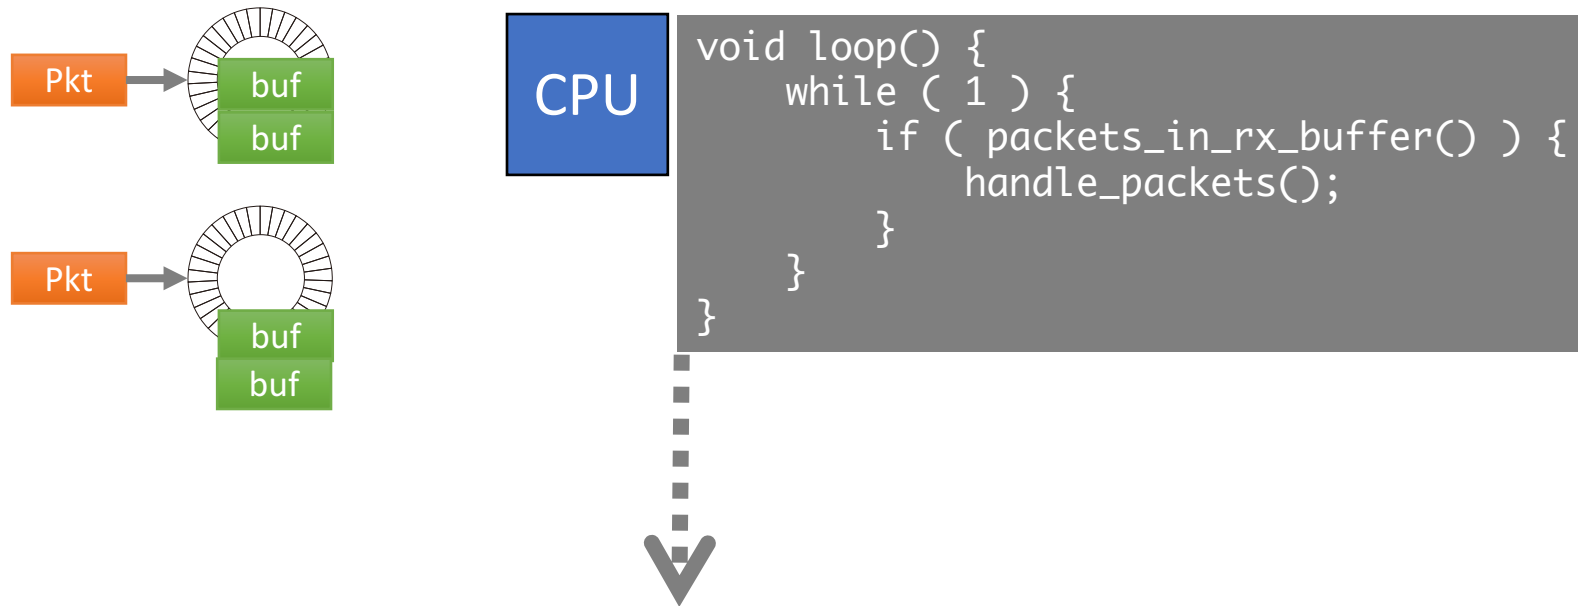 Pkt
buf
buf
Pkt
buf
buf
CPU
void loop() {
    while ( 1 ) {
        if ( packets_in_rx_buffer() ) {
            handle_packets();
        }
    }
}